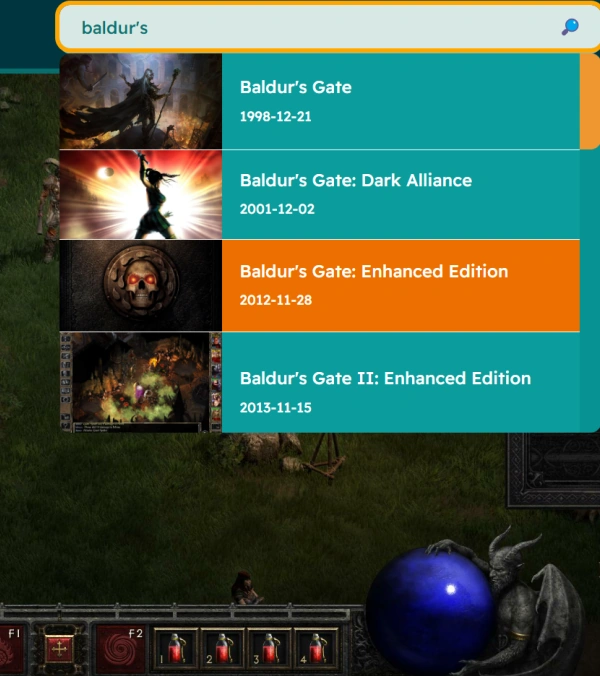 baldur's
Baldur's Gate
1998-12-21
Baldur's Gate: Dark Alliance
2001-12-02
Baldur's Gate: Enhanced Edition
2012-11-28
Baldur's Gate II: Enhanced Edition
2013-11-15
F1
F2
1
2
3
4